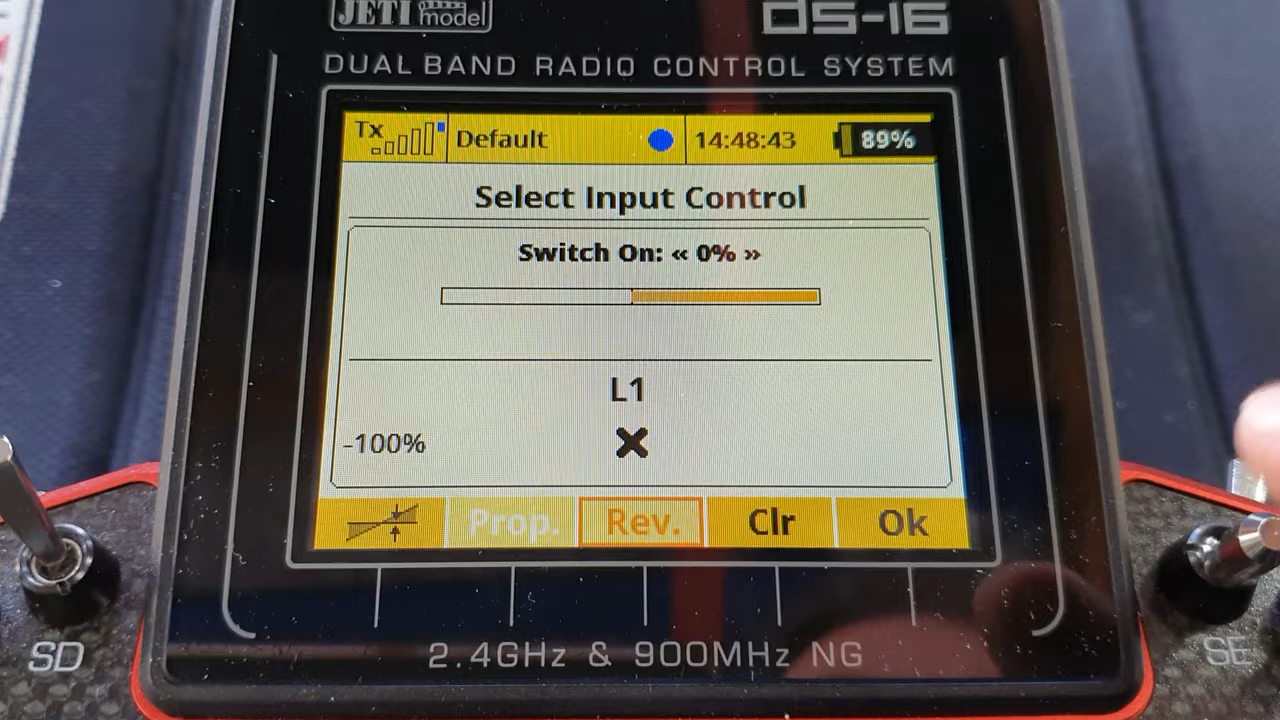 JETI model DS-16
DUAL BAND RADIO CONTROL SYSTEM
Tx Default 14:48:43 89%
Select Input Control
Switch On: « 0% »
L1
-100%
Prop. Rev. Clr Ok
SD SE
2.4GHz & 900MHz NG